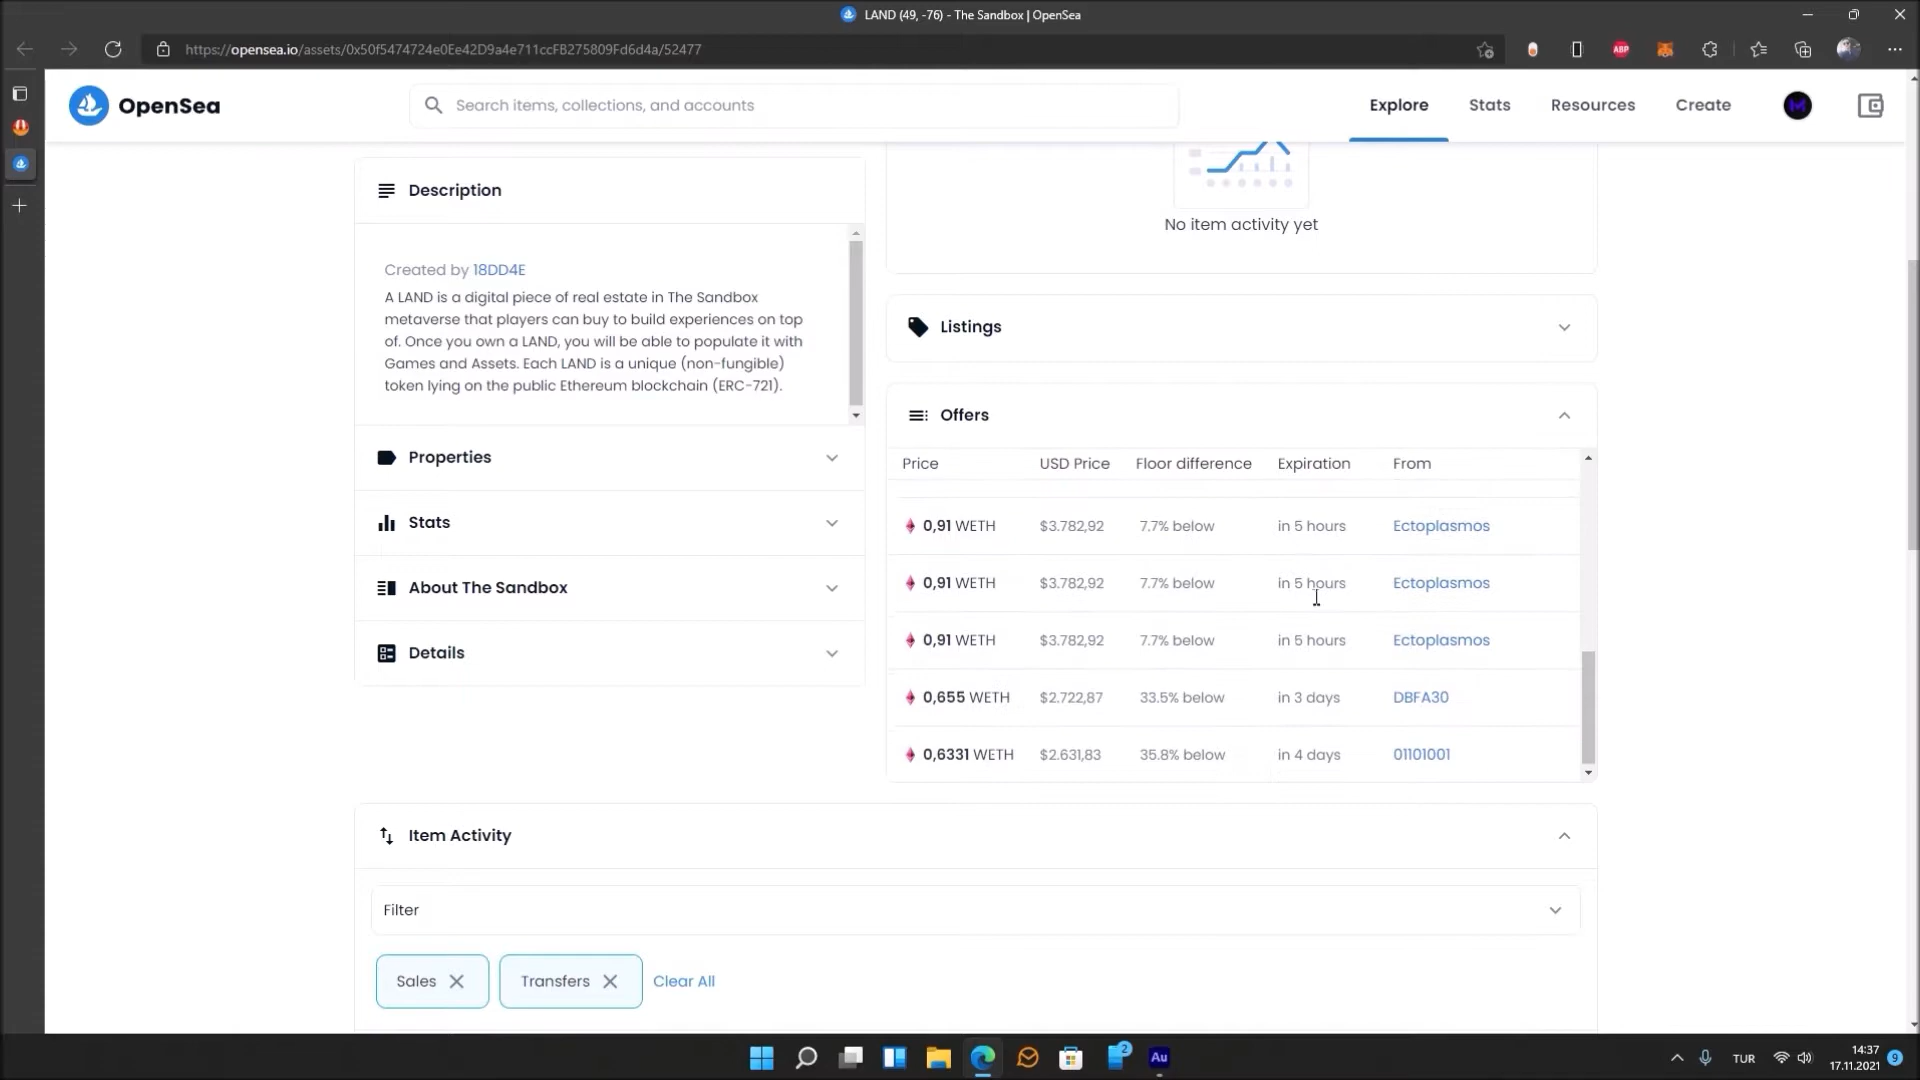 LAND (49, -76) - The Sandbox | OpenSea
https://opensea.io/assets/0x50f5474724e0Ee42D9a4e711ccFB275809Fd6d4a/52477
ABP
OpenSea
Search items, collections, and accounts
Explore
Stats
Resources
Create
Description
Created by 18DD4E
A LAND is a digital piece of real estate in The Sandbox
metaverse that players can buy to build experiences on top
of. Once you own a LAND, you will be able to populate it with
Games and Assets. Each LAND is a unique (non-fungible)
token lying on the public Ethereum blockchain (ERC-721).
Properties
Stats
About The Sandbox
Details
No item activity yet
Listings
Offers
Price USD Price Floor difference Expiration From
0,91 WETH $3.782,92 7.7% below in 5 hours Ectoplasmos
0,91 WETH $3.782,92 7.7% below in 5 hours Ectoplasmos
0,91 WETH $3.782,92 7.7% below in 5 hours Ectoplasmos
0,655 WETH $2.722,87 33.5% below in 3 days DBFA30
0,6331 WETH $2.631,83 35.8% below in 4 days 01101001
Item Activity
Filter
Sales
Transfers
Clear All
2
Au
TUR
14:37
17.11.2021
9